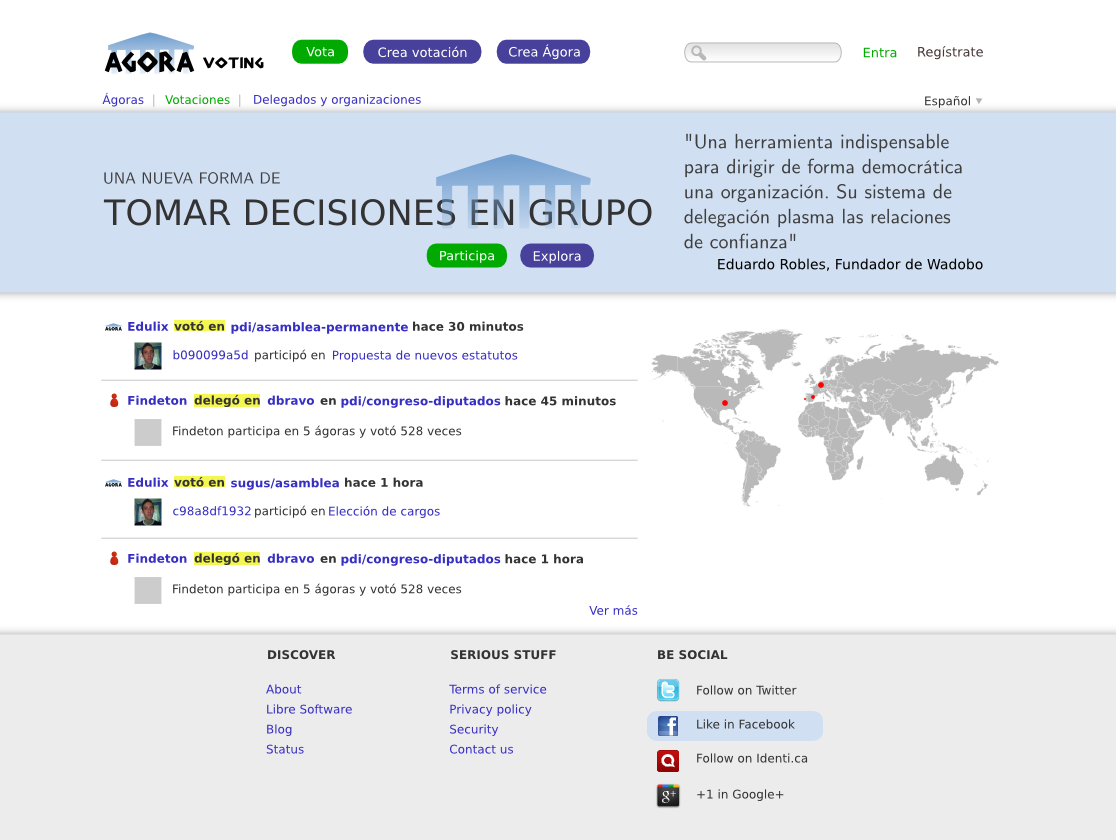 AGORA VOTING
Vota
Crea votación
Crea Ágora
Entra
Regístrate
Ágoras | Votaciones | Delegados y organizaciones
Español
UNA NUEVA FORMA DE
TOMAR DECISIONES EN GRUPO
Participa
Explora
"Una herramienta indispensable
para dirigir de forma democrática
una organización. Su sistema de
delegación plasma las relaciones
de confianza"
Eduardo Robles, Fundador de Wadobo
AGORA Edulix votó en pdi/asamblea-permanente hace 30 minutos
b090099a5d participó en Propuesta de nuevos estatutos
Findeton delegó en dbravo en pdi/congreso-diputados hace 45 minutos
Findeton participa en 5 ágoras y votó 528 veces
AGORA Edulix votó en sugus/asamblea hace 1 hora
c98a8df1932 participó en Elección de cargos
Findeton delegó en dbravo en pdi/congreso-diputados hace 1 hora
Findeton participa en 5 ágoras y votó 528 veces
Ver más
DISCOVER
About
Libre Software
Blog
Status
SERIOUS STUFF
Terms of service
Privacy policy
Security
Contact us
BE SOCIAL
Follow on Twitter
Like in Facebook
Follow on Identi.ca
+1 in Google+